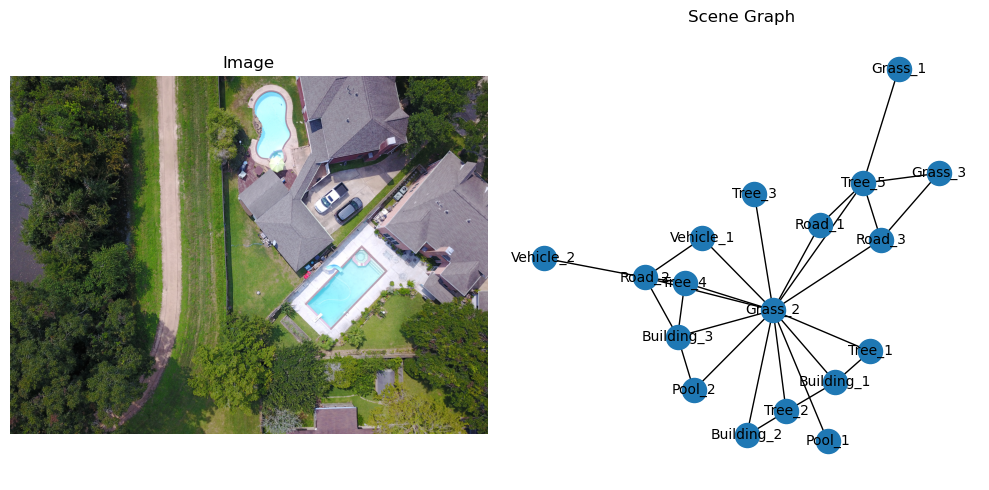 Scene Graph
Image
Grass_1
Grass_3
Tree_5
Tree_3
Road_1
Vehicle_1
Road_3
Vehicle_2
Road_2
Tree_4
Grass_2
Building_3
Tree_1
Building_1
Pool_2
Tree_2
Building_2
Pool_1